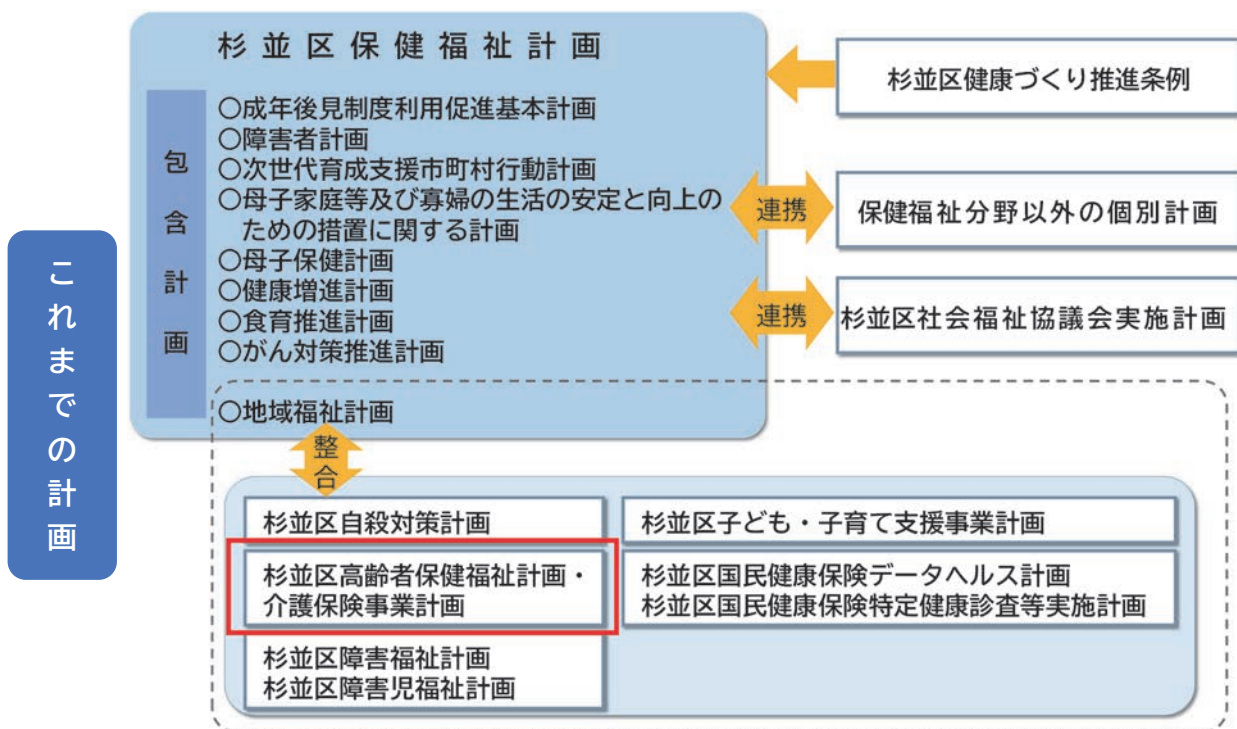 これまでの計画
杉並区保健福祉計画
包含計画
○成年後見制度利用促進基本計画
○障害者計画
○次世代育成支援市町村行動計画
○母子家庭等及び寡婦の生活の安定と向上の
ための措置に関する計画
○母子保健計画
○健康増進計画
○食育推進計画
○がん対策推進計画
○地域福祉計画
杉並区健康づくり推進条例
連携
保健福祉分野以外の個別計画
連携
杉並区社会福祉協議会実施計画
整合
杉並区自殺対策計画
杉並区子ども・子育て支援事業計画
杉並区高齢者保健福祉計画・
介護保険事業計画
杉並区国民健康保険データヘルス計画
杉並区国民健康保険特定健康診査等実施計画
杉並区障害福祉計画
杉並区障害児福祉計画